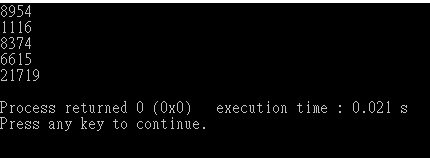 8954
1116
8374
6615
21719
Process returned 0 (0x0)   execution time : 0.021 s
Press any key to continue.